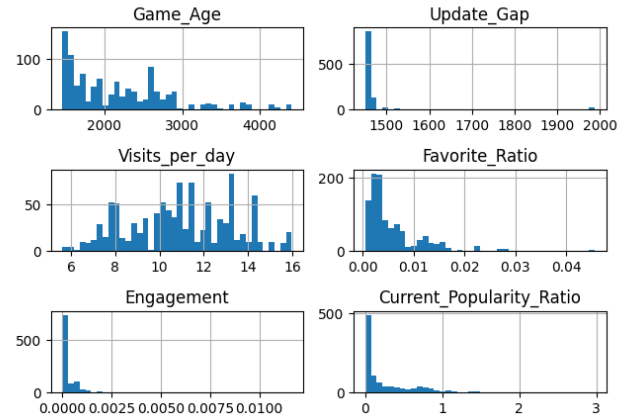 Game_Age
Update_Gap
100
0
2000 3000 4000
500
0
1500 1600 1700 1800 1900 2000
Visits_per_day
Favorite_Ratio
50
0
6 8 10 12 14 16
200
0
0.00 0.01 0.02 0.03 0.04
Engagement
Current_Popularity_Ratio
500
0
0.0000 0.0025 0.0050 0.0075 0.0100
500
0
0 1 2 3